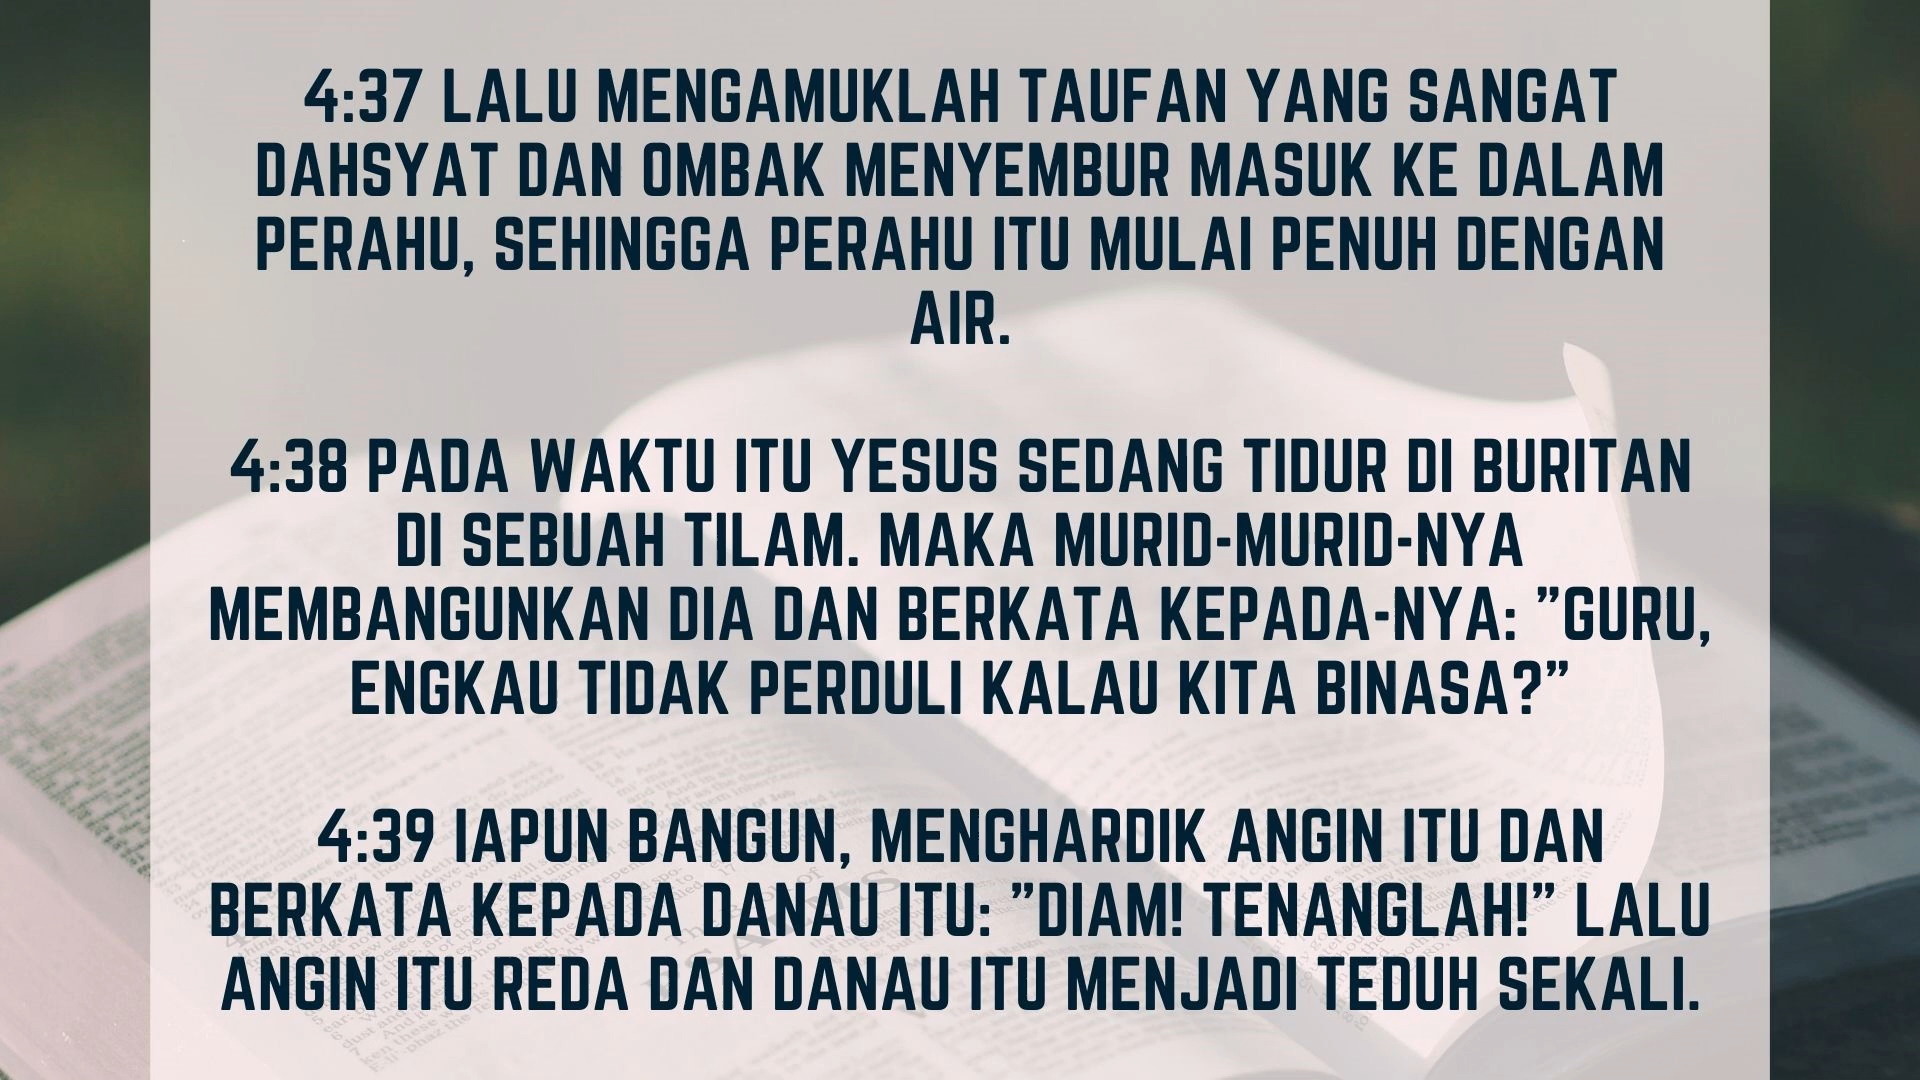 4:37 LALU MENGAMUKLAH TAUFAN YANG SANGAT
DAHSYAT DAN OMBAK MENYEMBUR MASUK KE DALAM
PERAHU, SEHINGGA PERAHU ITU MULAI PENUH DENGAN
AIR.
4:38 PADA WAKTU ITU YESUS SEDANG TIDUR DI BURITAN
DI SEBUAH TILAM. MAKA MURID-MURID-NYA
MEMBANGUNKAN DIA DAN BERKATA KEPADA-NYA: "GURU,
ENGKAU TIDAK PERDULI KALAU KITA BINASA?"
4:39 IAPUN BANGUN, MENGHARDIK ANGIN ITU DAN
BERKATA KEPADA DANAU ITU: "DIAM! TENANGLAH!" LALU
ANGIN ITU REDA DAN DANAU ITU MENJADI TEDUH SEKALI.